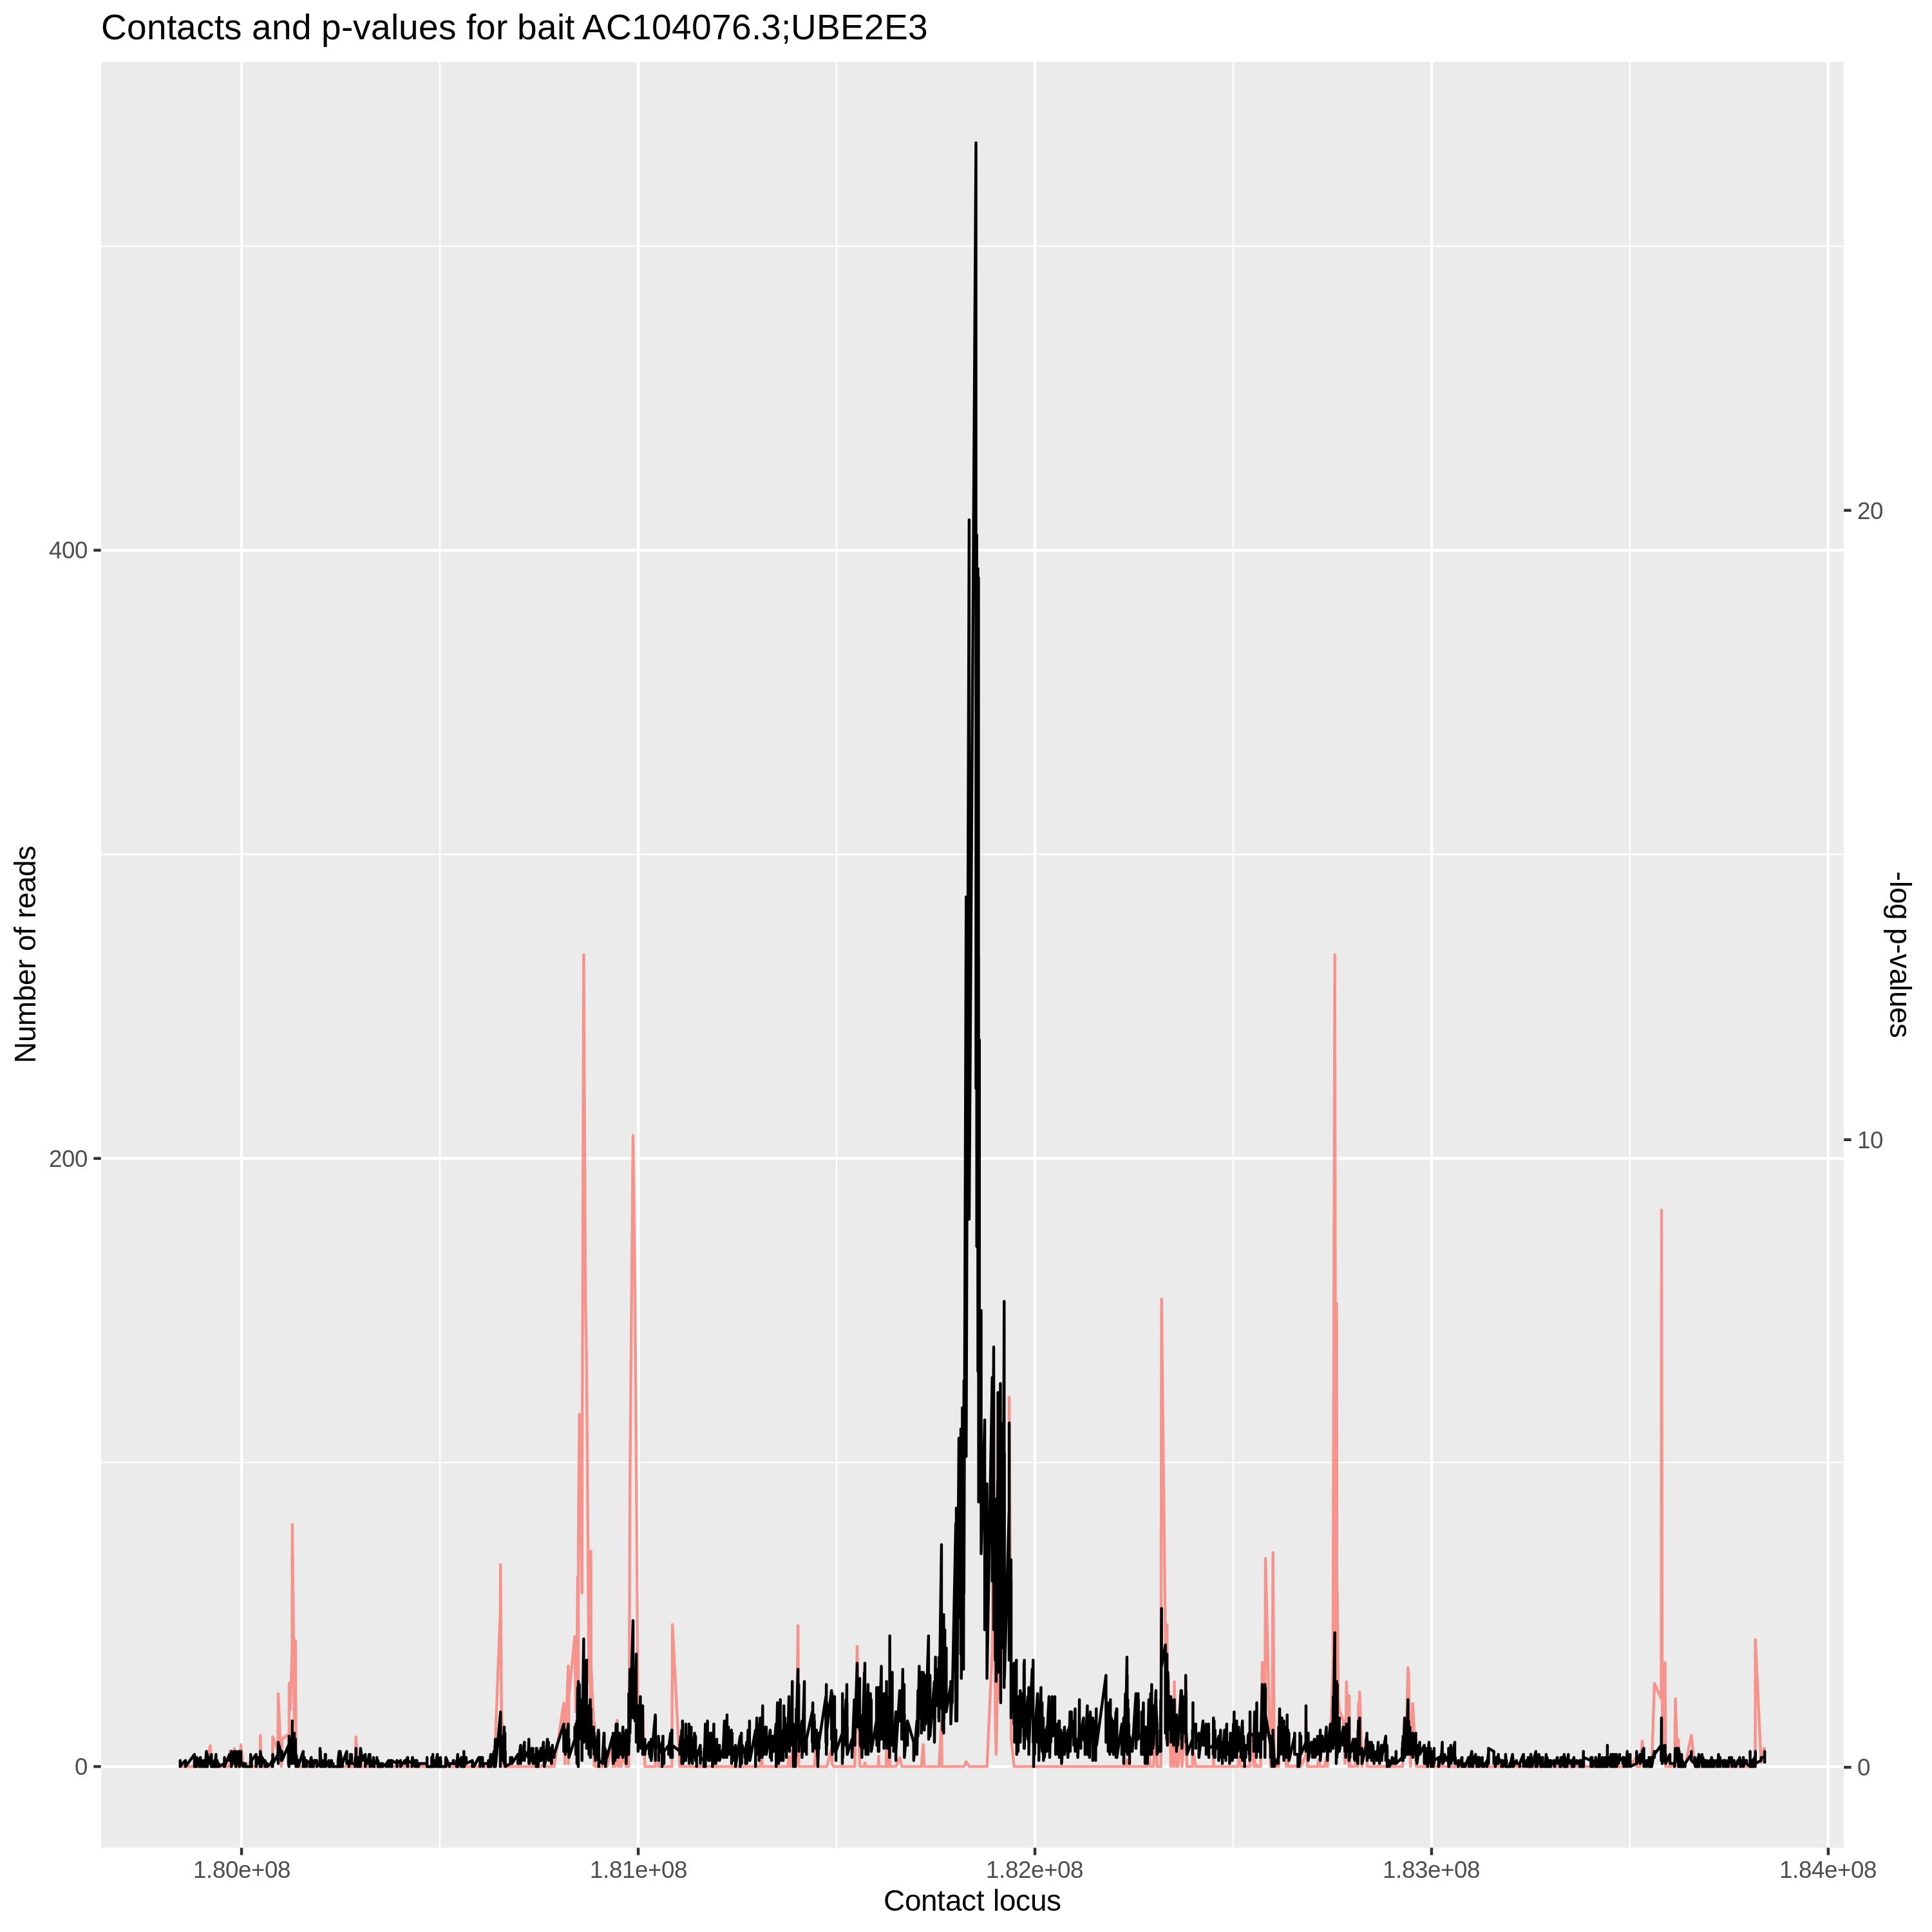 Contacts and p-values for bait AC104076.3;UBE2E3
Number of reads
400
200
0
20
10
0
-log p-values
1.80e+08
1.81e+08
1.82e+08
1.83e+08
1.84e+08
Contact locus